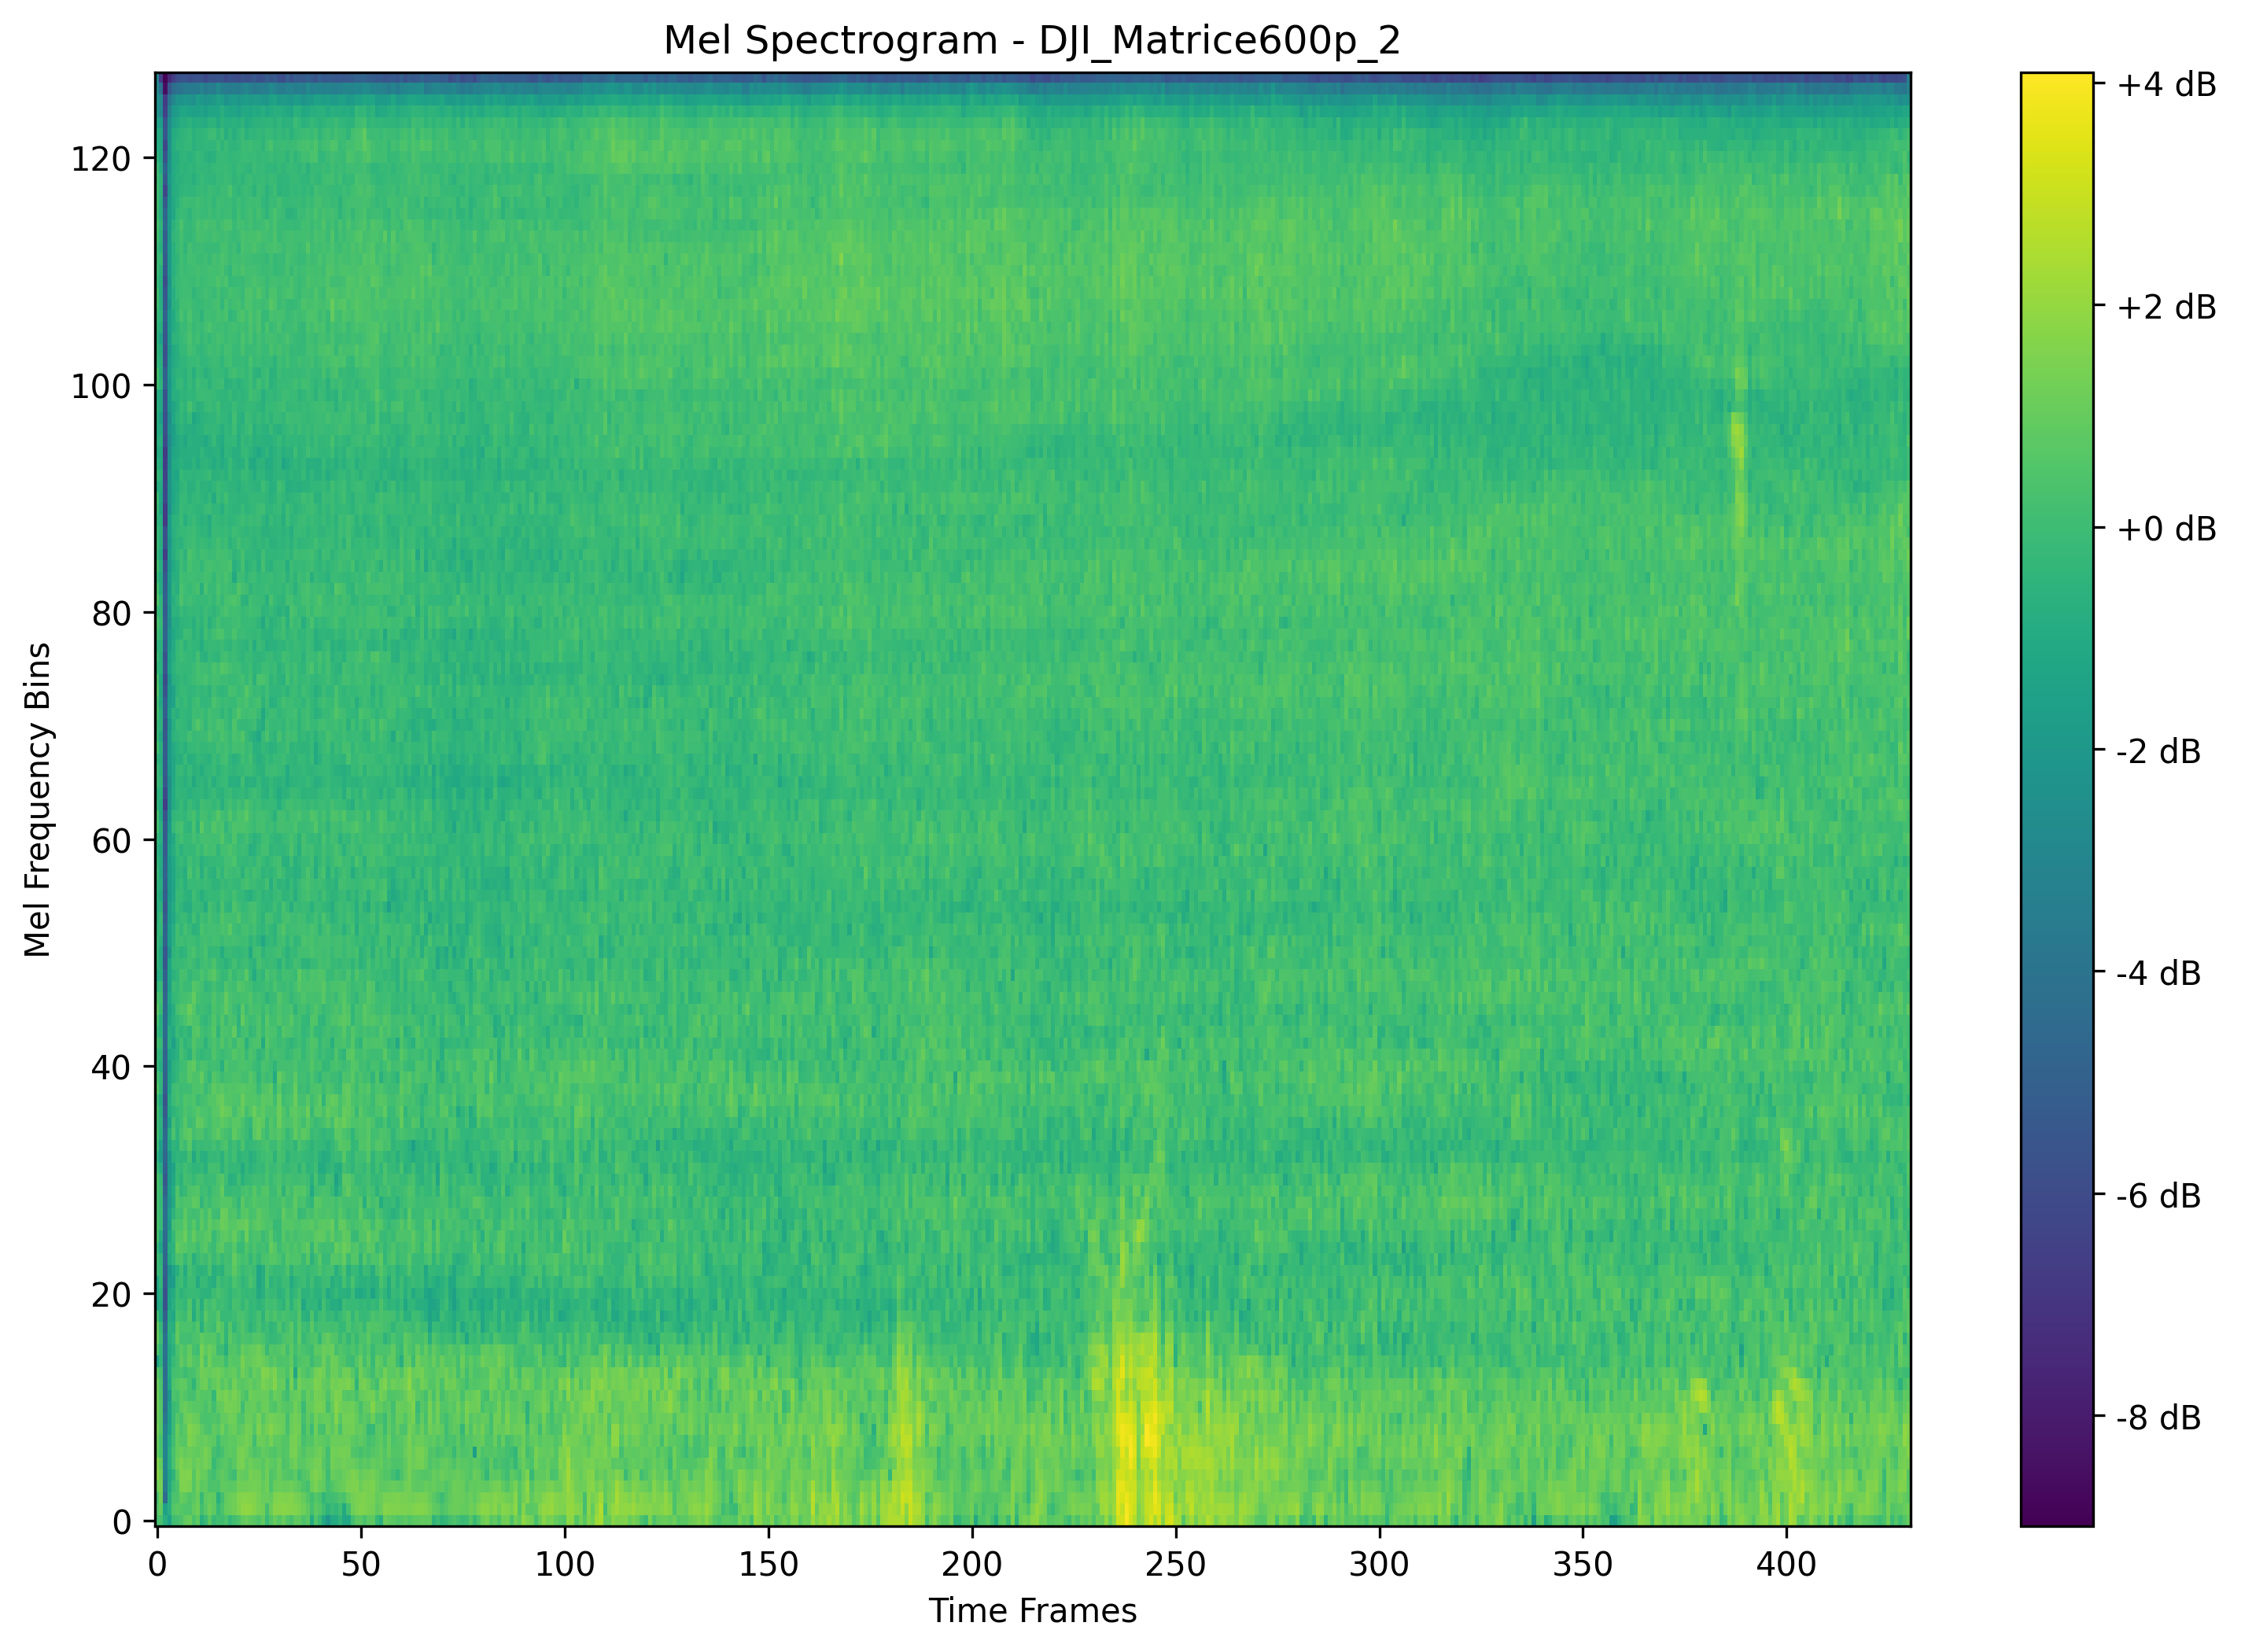 Mel Spectrogram - DJI_Matrice600p_2
Mel Frequency Bins
120
100
80
60
40
20
0
0 50 100 150 200 250 300 350 400
Time Frames
+4 dB
+2 dB
+0 dB
-2 dB
-4 dB
-6 dB
-8 dB